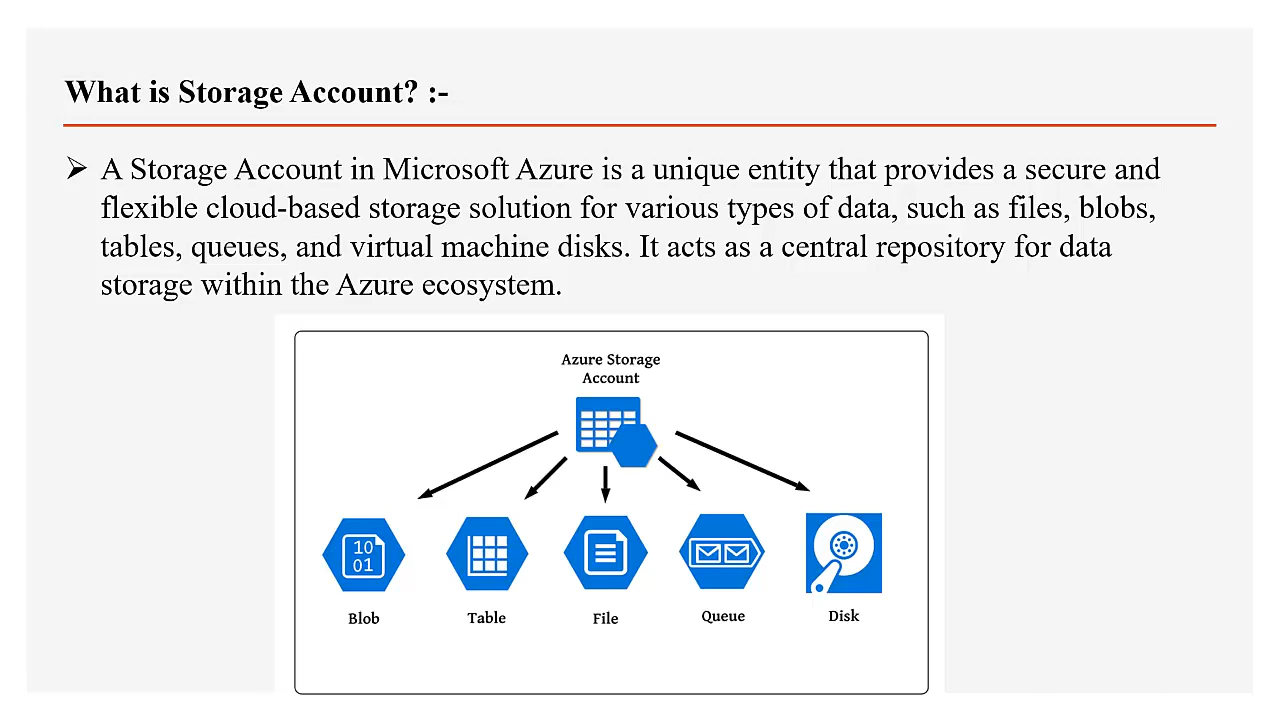 What is Storage Account? :-
➢ A Storage Account in Microsoft Azure is a unique entity that provides a secure and
flexible cloud-based storage solution for various types of data, such as files, blobs,
tables, queues, and virtual machine disks. It acts as a central repository for data
storage within the Azure ecosystem.
Azure Storage
Account
10
01
Blob
Table
File
Queue
Disk